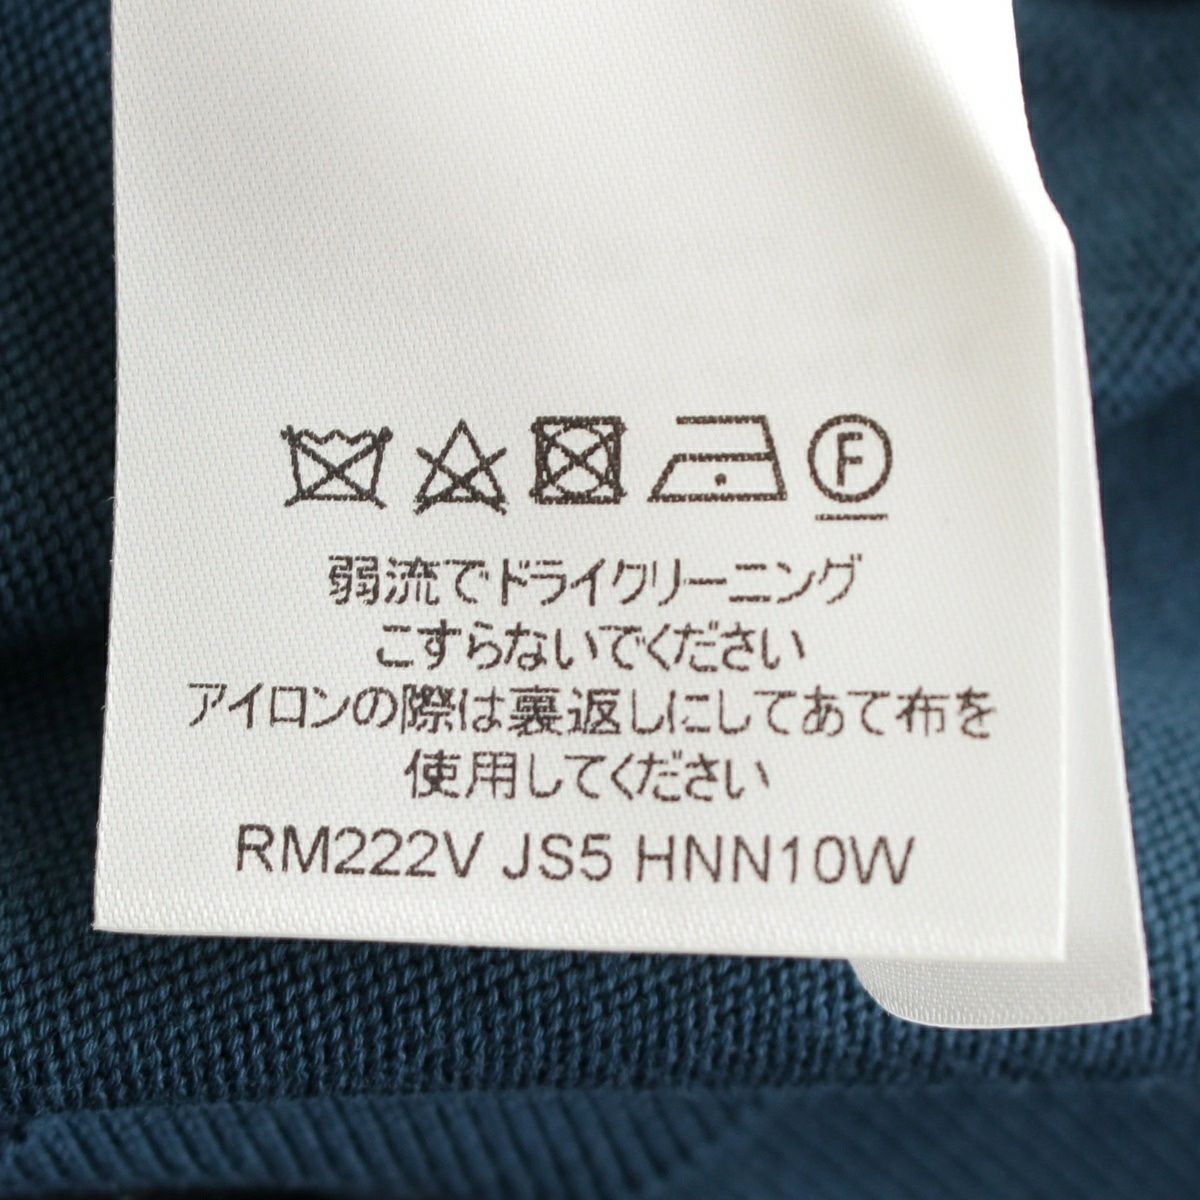 F
弱流でドライクリーニング
こすらないでください
アイロンの際は裏返しにしてあて布を
使用してください
RM222V JS5 HNN10W